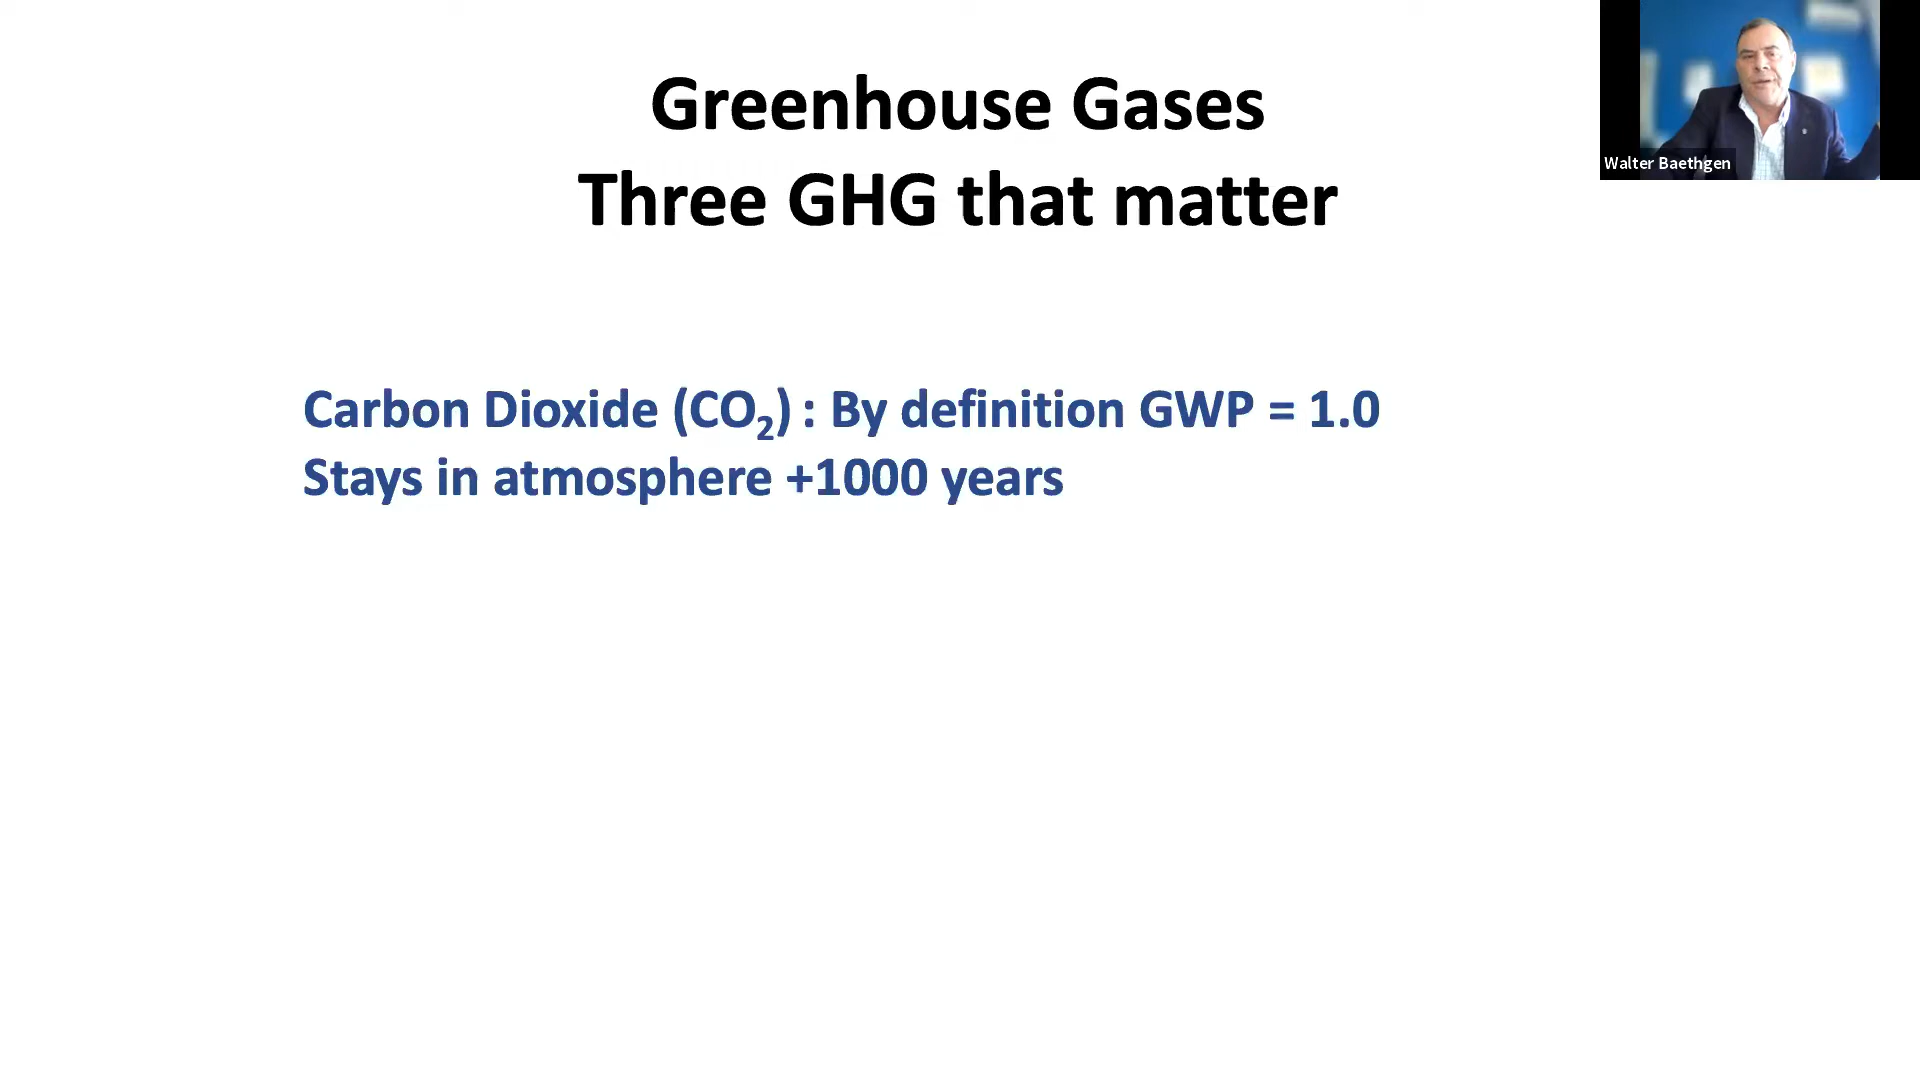 Greenhouse Gases
Three GHG that matter
Walter Baethgen
Carbon Dioxide (CO₂) : By definition GWP = 1.0
Stays in atmosphere +1000 years